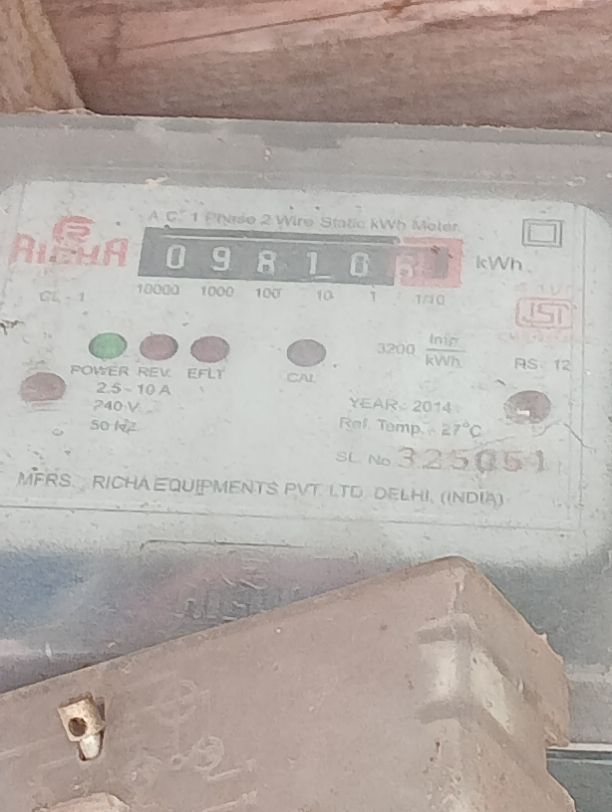 A.C. 1 Phase 2 Wire Static kWh Meter
RICHA
0 9 8 1 6 kWh
CL - 1
10000 1000 100 10 1 1/10
ISI
3200 Imp/kWh
RS - 12
POWER REV. EFLT
CAL
2.5 - 10 A
240 V
50 Hz
YEAR - 2014
Ref. Temp. - 27°C
SL. No. 325051
MFRS. RICHA EQUIPMENTS PVT. LTD. DELHI, (INDIA)